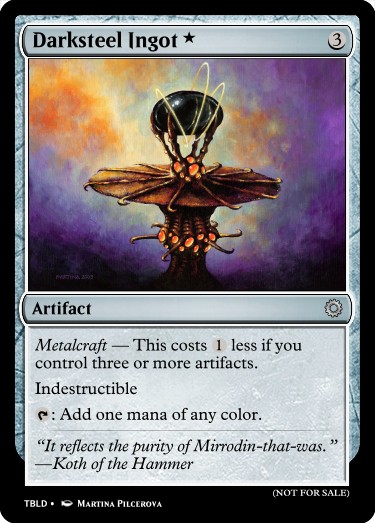 Darksteel Ingot ★ 3
MARTINA 2003
Artifact
Metalcraft — This costs 1 less if you
control three or more artifacts.
Indestructible
: Add one mana of any color.
“It reflects the purity of Mirrodin-that-was.”
—Koth of the Hammer
(NOT FOR SALE)
TBLD • Martina Pilcerova